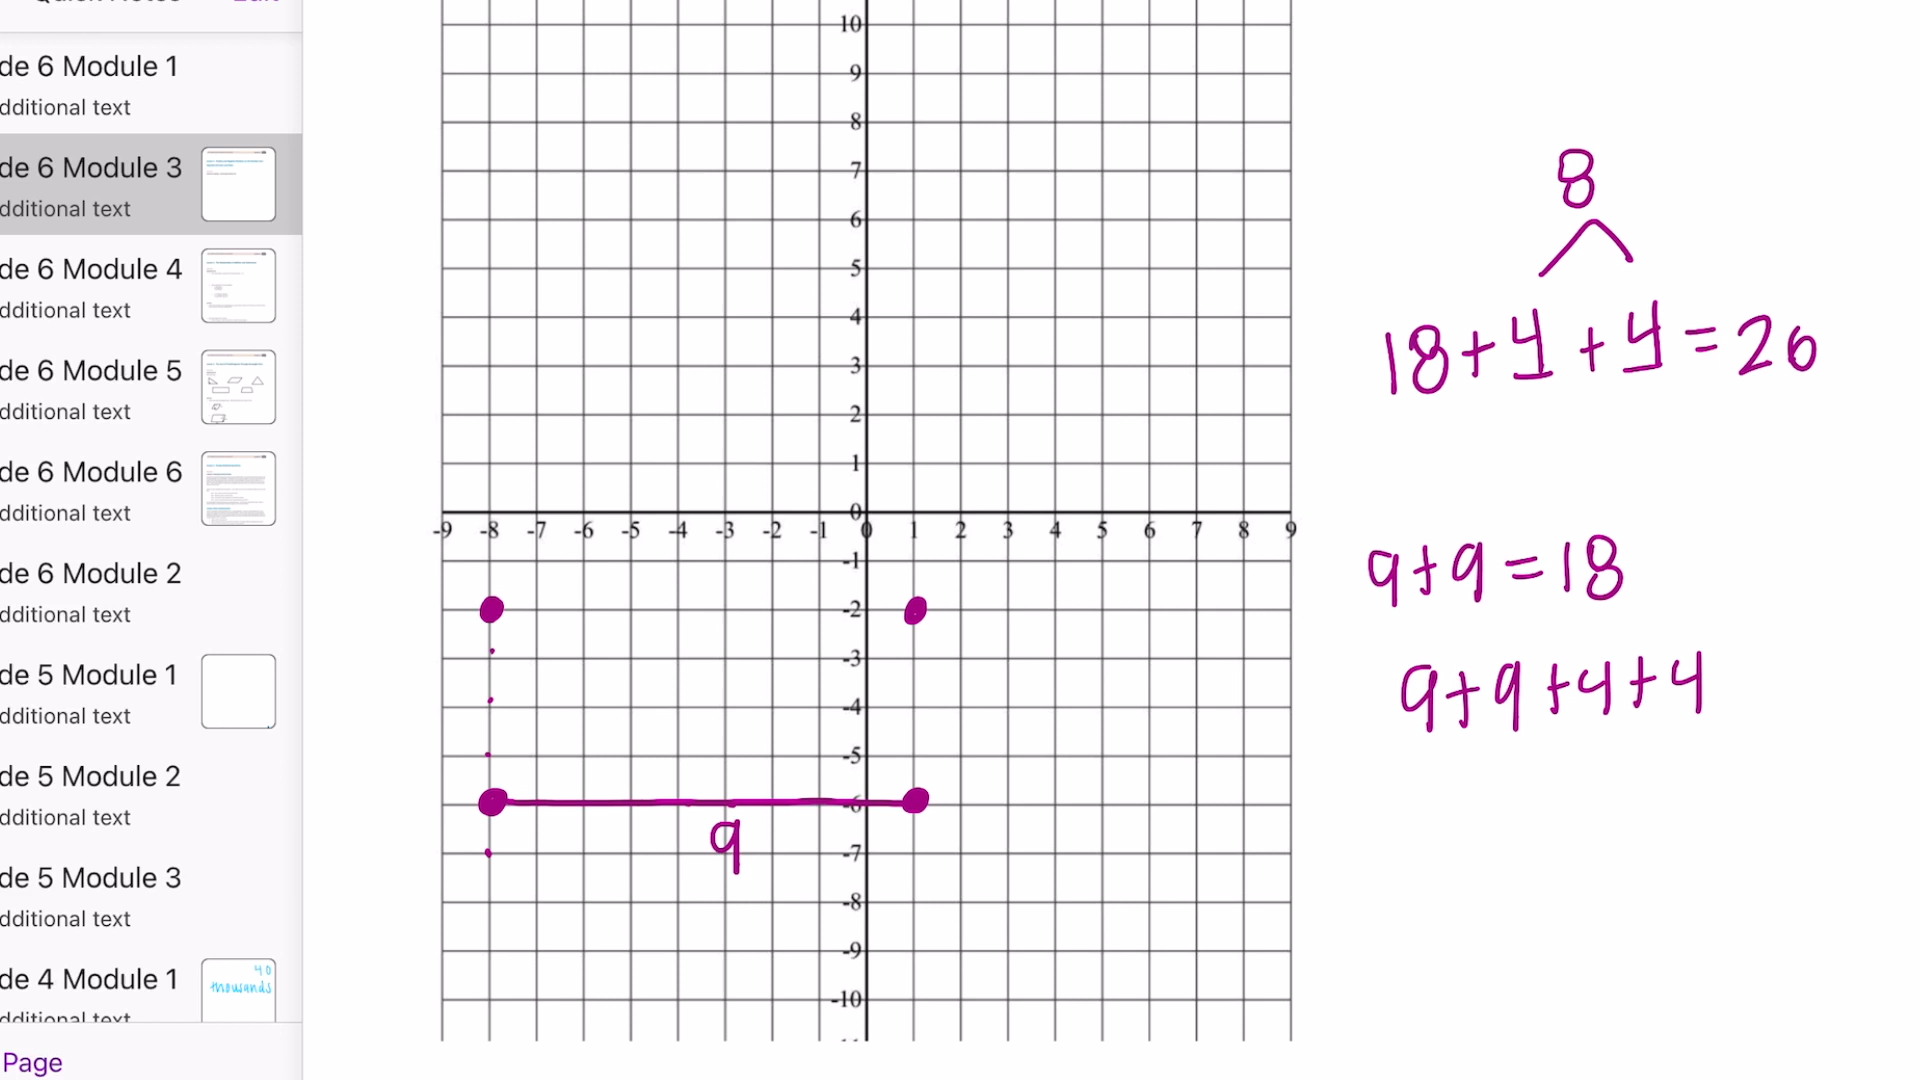 Edit
de 6 Module 1
dditional text
de 6 Module 3
dditional text
de 6 Module 4
dditional text
de 6 Module 5
dditional text
de 6 Module 6
dditional text
de 6 Module 2
dditional text
de 5 Module 1
dditional text
de 5 Module 2
dditional text
de 5 Module 3
dditional text
de 4 Module 1
dditional text
40
thousands
Page
10
9
8
7
6
5
4
3
2
1
0
-9 -8 -7 -6 -5 -4 -3 -2 -1 0 1 2 3 4 5 6 7 8 9
-1
-2
-3
-4
-5
-6
-7
-8
-9
-10
9
8
18+4+4=26
9+9=18
9+9+4+4